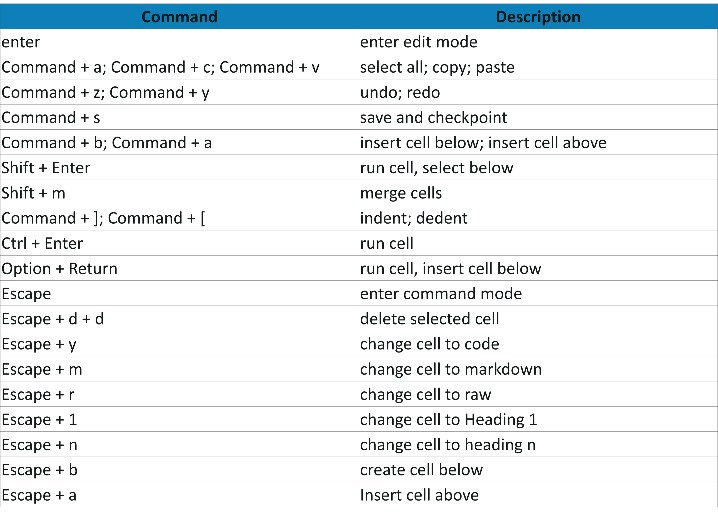 Command Description
enter enter edit mode
Command + a; Command + c; Command + v select all; copy; paste
Command + z; Command + y undo; redo
Command + s save and checkpoint
Command + b; Command + a insert cell below; insert cell above
Shift + Enter run cell, select below
Shift + m merge cells
Command + ]; Command + [ indent; dedent
Ctrl + Enter run cell
Option + Return run cell, insert cell below
Escape enter command mode
Escape + d + d delete selected cell
Escape + y change cell to code
Escape + m change cell to markdown
Escape + r change cell to raw
Escape + 1 change cell to Heading 1
Escape + n change cell to heading n
Escape + b create cell below
Escape + a Insert cell above